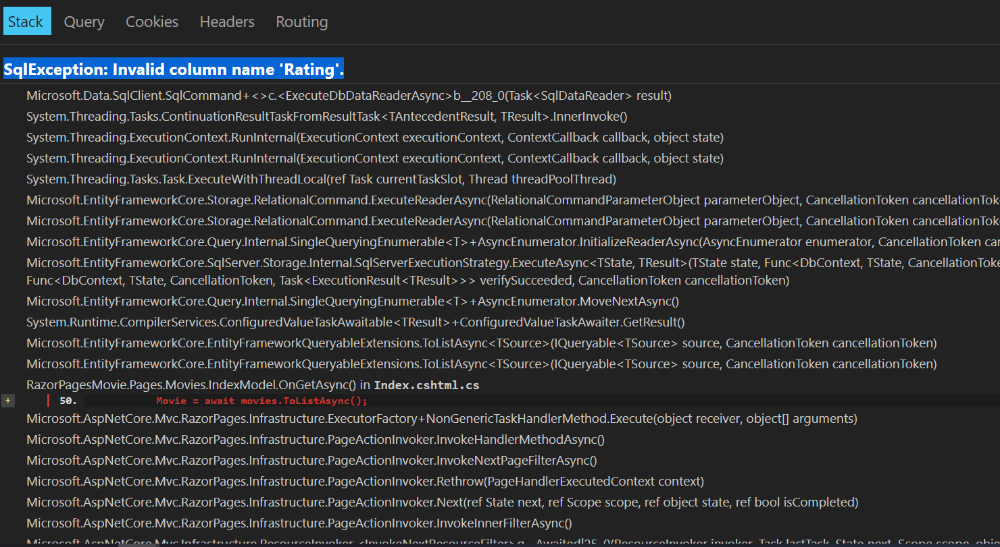 Stack Query Cookies Headers Routing
SqlException: Invalid column name 'Rating'.
Microsoft.Data.SqlClient.SqlCommand+<>c.<ExecuteDbDataReaderAsync>b__208_0(Task<SqlDataReader> result)
System.Threading.Tasks.ContinuationResultTaskFromResultTask<TAntecedentResult, TResult>.InnerInvoke()
System.Threading.ExecutionContext.RunInternal(ExecutionContext executionContext, ContextCallback callback, object state)
System.Threading.ExecutionContext.RunInternal(ExecutionContext executionContext, ContextCallback callback, object state)
System.Threading.Tasks.Task.ExecuteWithThreadLocal(ref Task currentTaskSlot, Thread threadPoolThread)
Microsoft.EntityFrameworkCore.Storage.RelationalCommand.ExecuteReaderAsync(RelationalCommandParameterObject parameterObject, CancellationToken cancellationTok
Microsoft.EntityFrameworkCore.Storage.RelationalCommand.ExecuteReaderAsync(RelationalCommandParameterObject parameterObject, CancellationToken cancellationTok
Microsoft.EntityFrameworkCore.Query.Internal.SingleQueryingEnumerable<T>+AsyncEnumerator.InitializeReaderAsync(AsyncEnumerator enumerator, CancellationToken can
Microsoft.EntityFrameworkCore.SqlServer.Storage.Internal.SqlServerExecutionStrategy.ExecuteAsync<TState, TResult>(TState state, Func<DbContext, TState, CancellationToke
Func<DbContext, TState, CancellationToken, Task<ExecutionResult<TResult>>> verifySucceeded, CancellationToken cancellationToken)
Microsoft.EntityFrameworkCore.Query.Internal.SingleQueryingEnumerable<T>+AsyncEnumerator.MoveNextAsync()
System.Runtime.CompilerServices.ConfiguredValueTaskAwaitable<TResult>+ConfiguredValueTaskAwaiter.GetResult()
Microsoft.EntityFrameworkCore.EntityFrameworkQueryableExtensions.ToListAsync<TSource>(IQueryable<TSource> source, CancellationToken cancellationToken)
Microsoft.EntityFrameworkCore.EntityFrameworkQueryableExtensions.ToListAsync<TSource>(IQueryable<TSource> source, CancellationToken cancellationToken)
RazorPagesMovie.Pages.Movies.IndexModel.OnGetAsync() in Index.cshtml.cs
+ 50. Movie = await movies.ToListAsync();
Microsoft.AspNetCore.Mvc.RazorPages.Infrastructure.ExecutorFactory+NonGenericTaskHandlerMethod.Execute(object receiver, object[] arguments)
Microsoft.AspNetCore.Mvc.RazorPages.Infrastructure.PageActionInvoker.InvokeHandlerMethodAsync()
Microsoft.AspNetCore.Mvc.RazorPages.Infrastructure.PageActionInvoker.InvokeNextPageFilterAsync()
Microsoft.AspNetCore.Mvc.RazorPages.Infrastructure.PageActionInvoker.Rethrow(PageHandlerExecutedContext context)
Microsoft.AspNetCore.Mvc.RazorPages.Infrastructure.PageActionInvoker.Next(ref State next, ref Scope scope, ref object state, ref bool isCompleted)
Microsoft.AspNetCore.Mvc.RazorPages.Infrastructure.PageActionInvoker.InvokeInnerFilterAsync()
Microsoft.AspNetCore.Mvc.Infrastructure.ResourceInvoker.<InvokeNextResourceFilter>g__Awaited|25_0(ResourceInvoker invoker, Task lastTask, State next, Scope scope, obje